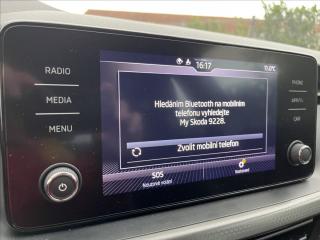 16:17
11.0°C
RADIO
MEDIA
MENU
PHONE
APP/
CAR
Hledáním Bluetooth na mobilním
telefonu vyhledejte
My Skoda 9228.
Zvolit mobilní telefon
SOS
Nouzové volání
Nastavení